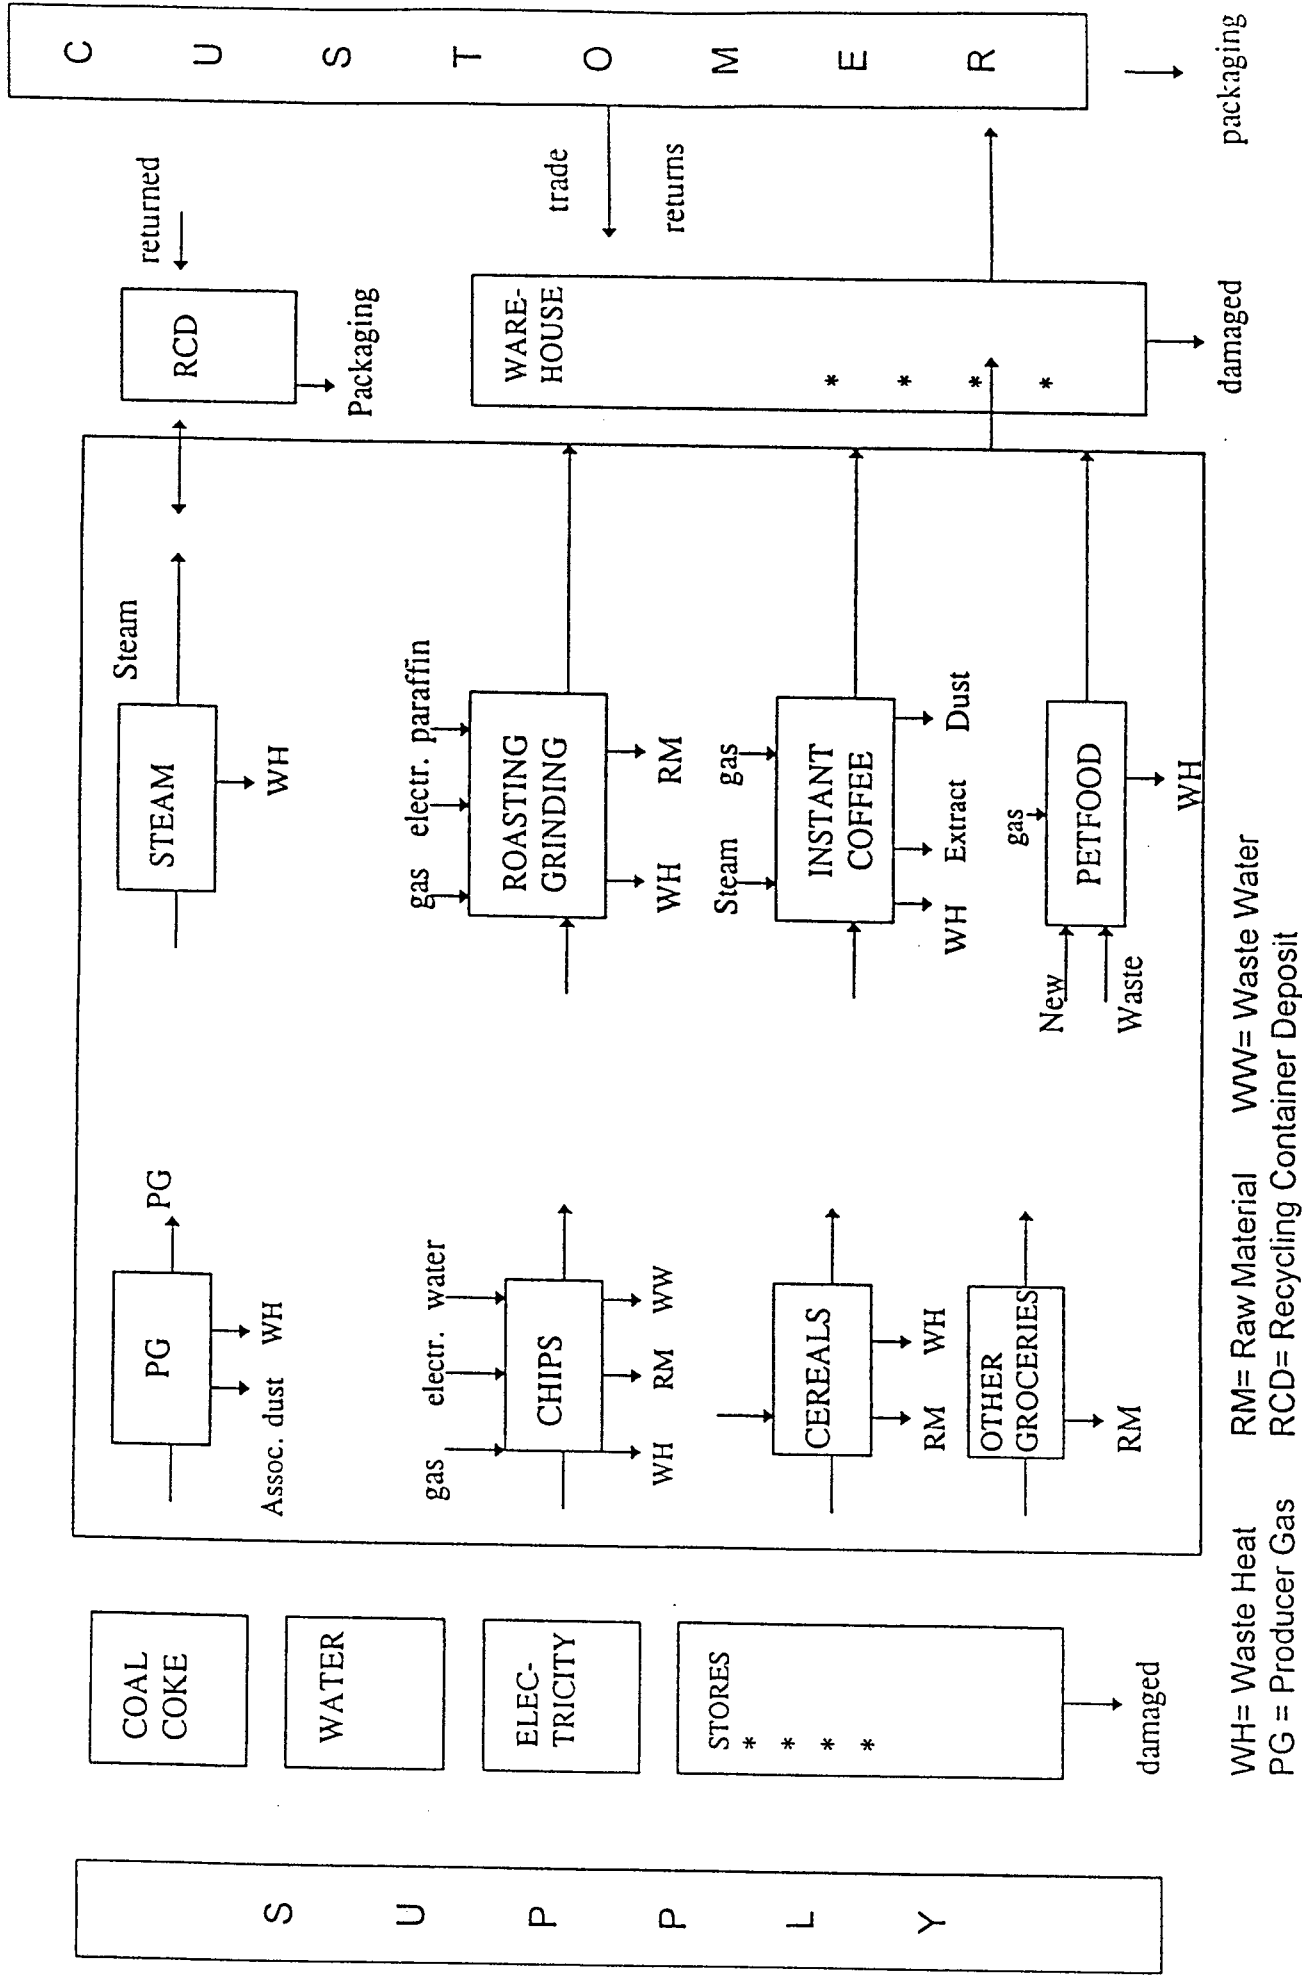 S U P P L Y
COAL
COKE
WATER
ELEC-
TRICITY
STORES
* * * *
damaged
PG
PG
Assoc. dust
WH
gas
electr.
water
CHIPS
WH
RM
WW
CEREALS
RM
WH
OTHER
GROCERIES
RM
STEAM
Steam
WH
gas
electr.
paraffin
ROASTING
GRINDING
WH
RM
Steam
gas
INSTANT
COFFEE
WH
Extract
Dust
New
Waste
gas
PETFOOD
WH
RCD
returned
Packaging
WARE-
HOUSE
* * * *
damaged
trade
returns
C U S T O M E R
packaging
WH= Waste Heat RM= Raw Material WW= Waste Water
PG = Producer Gas RCD= Recycling Container Deposit